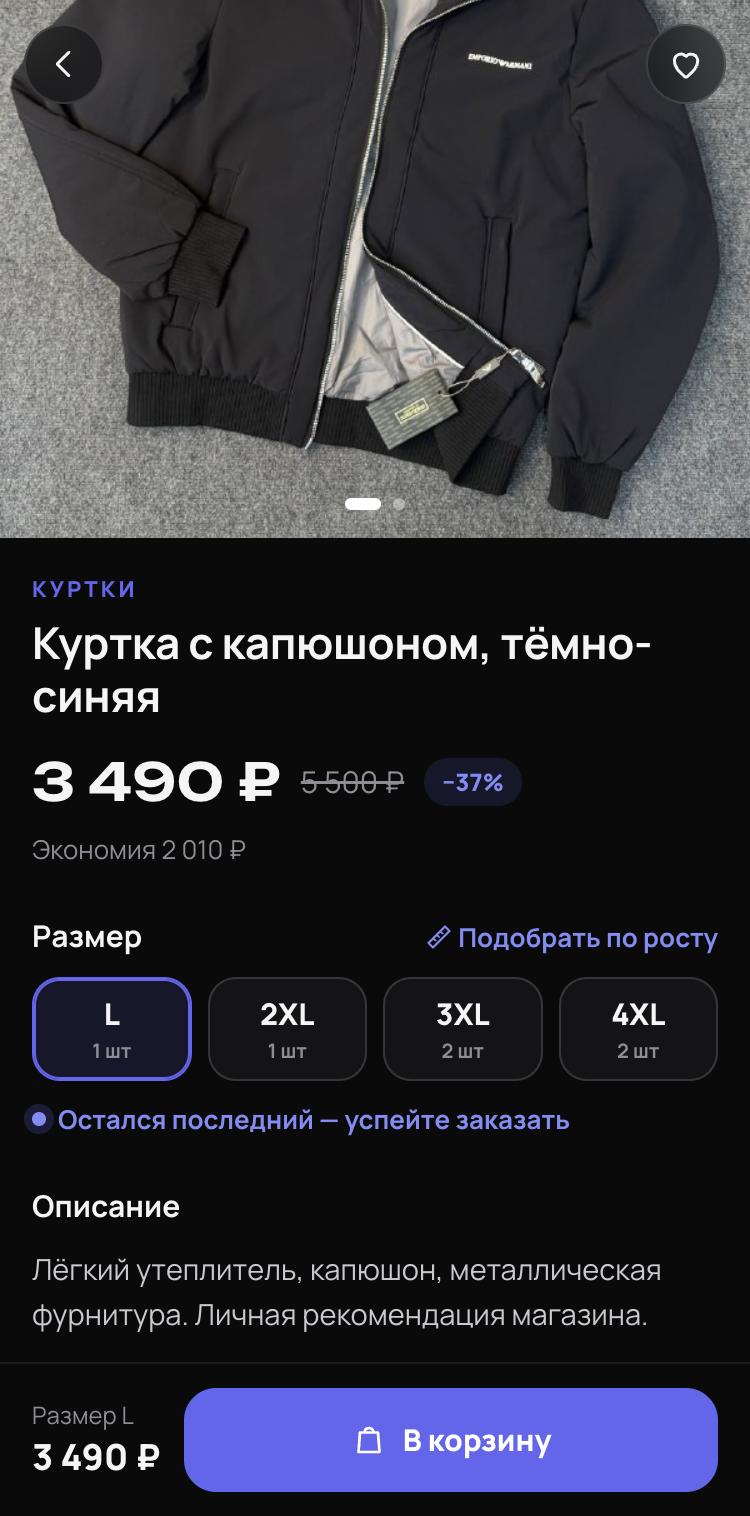 EMPORIO ARMANI
КУРТКИ
Куртка с капюшоном, тёмно-
синяя
3 490 ₽ 5 500 ₽ −37%
Экономия 2 010 ₽
Размер Подобрать по росту
L 2XL 3XL 4XL
1 шт 1 шт 2 шт 2 шт
Остался последний — успейте заказать
Описание
Лёгкий утеплитель, капюшон, металлическая
фурнитура. Личная рекомендация магазина.
Размер L
3 490 ₽ В корзину